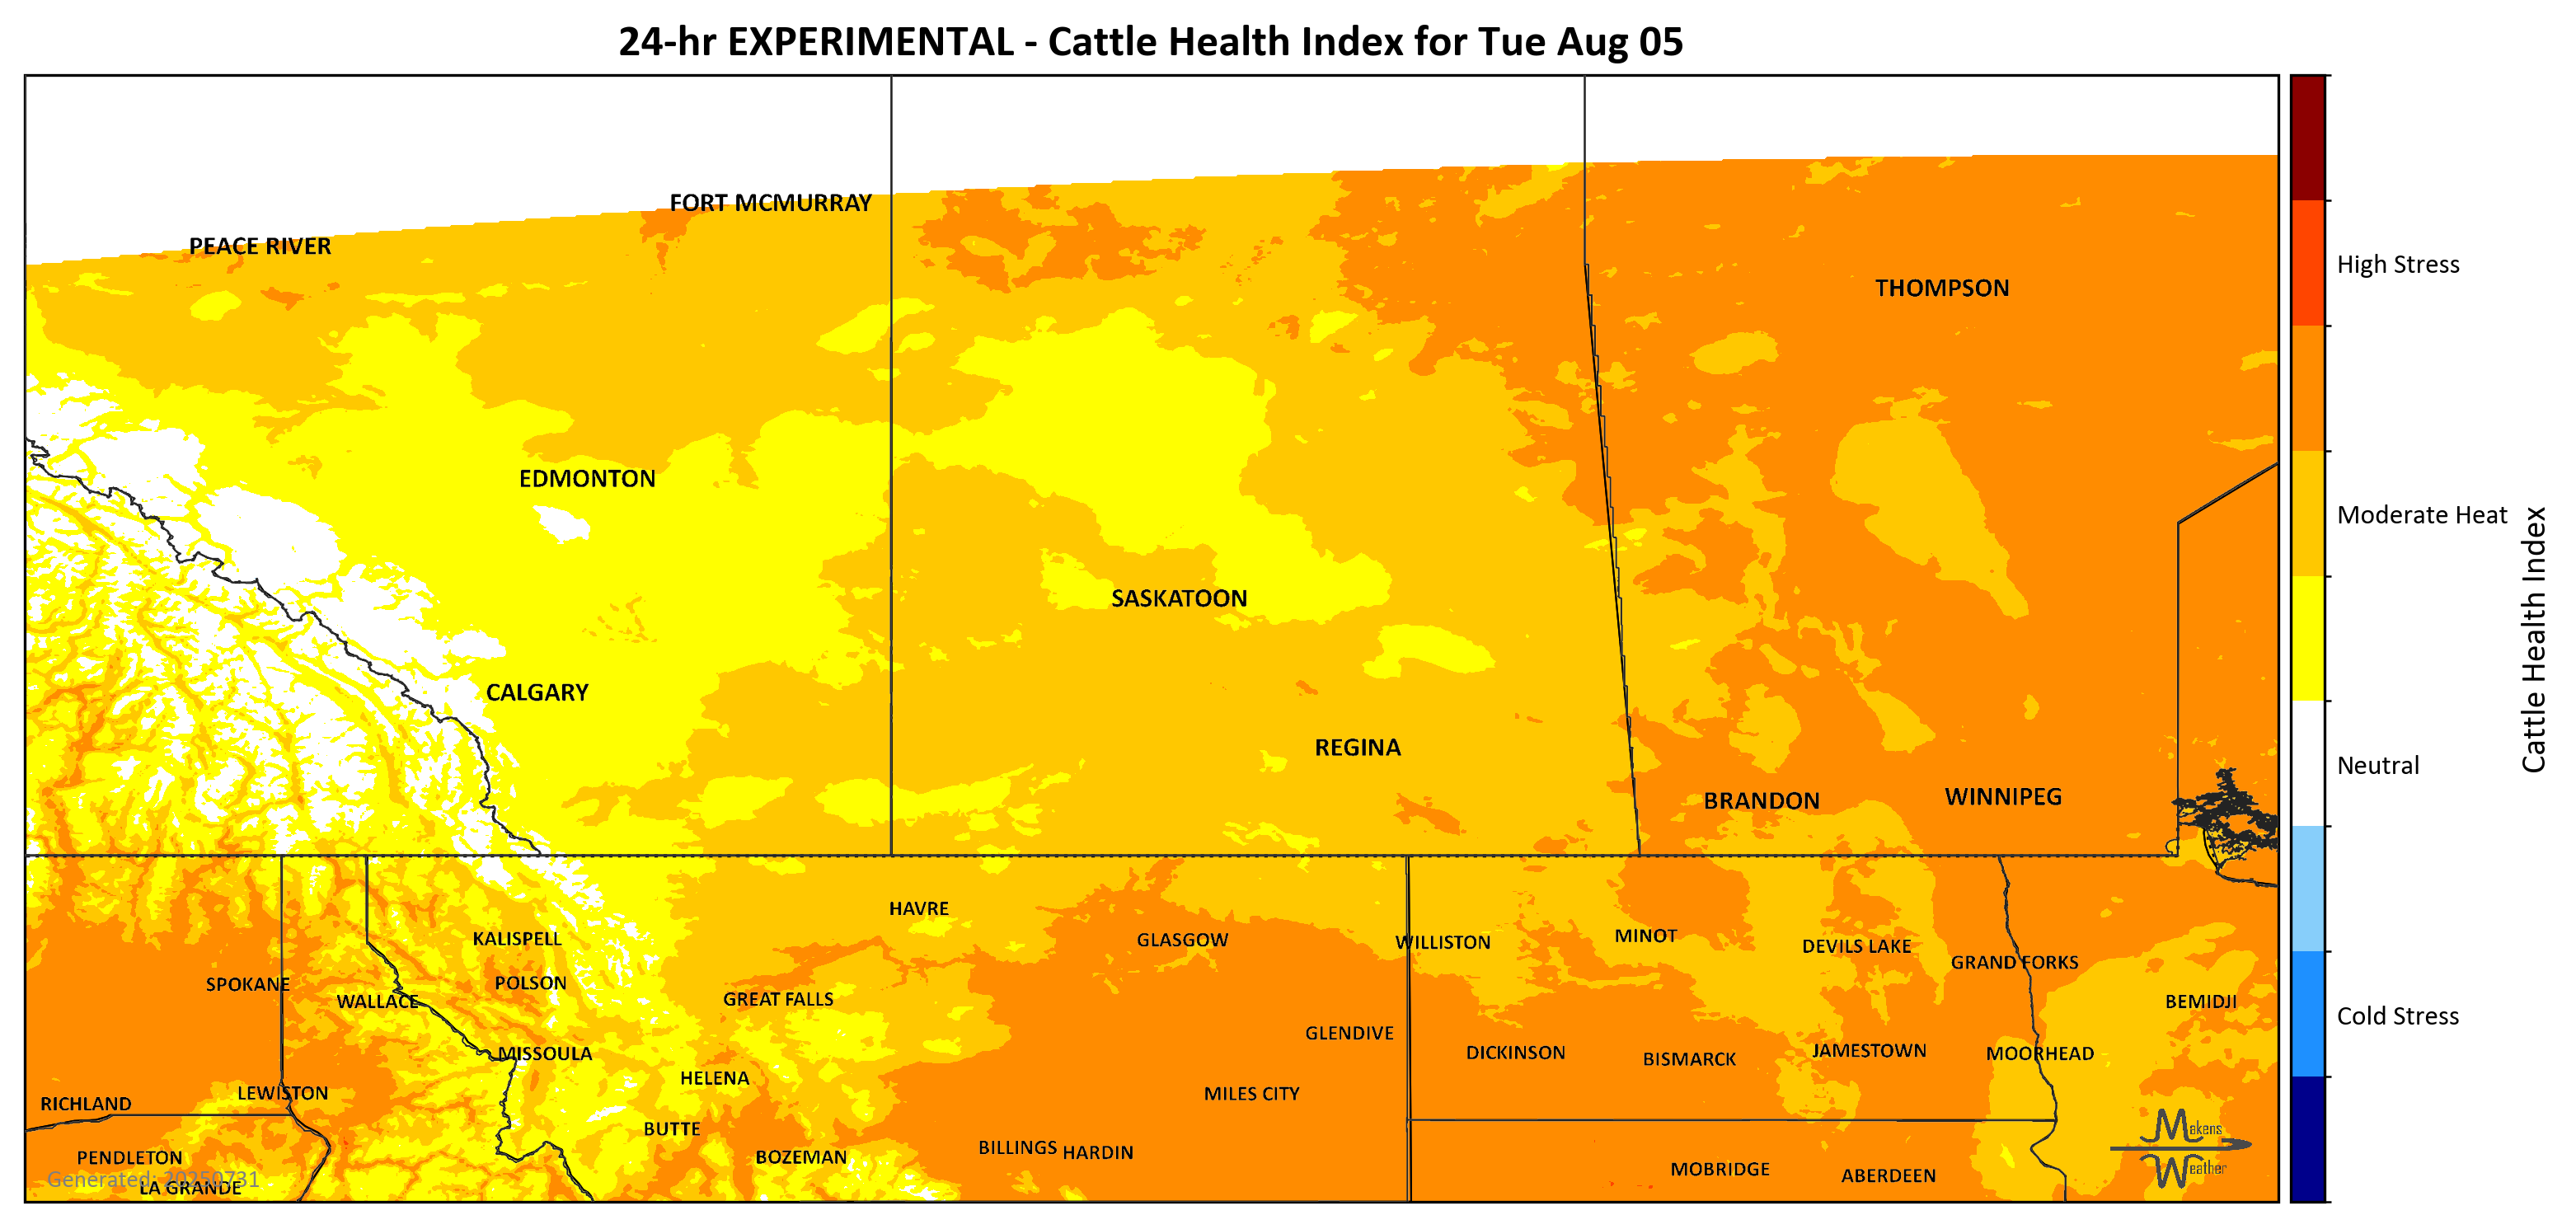 24-hr EXPERIMENTAL - Cattle Health Index for Tue Aug 05
FORT MCMURRAY
PEACE RIVER
THOMPSON
High Stress
EDMONTON
Moderate Heat
SASKATOON
Cattle Health Index
CALGARY
REGINA
Neutral
BRANDON
WINNIPEG
HAVRE
KALISPELL
GLASGOW
WILLISTON
MINOT
DEVILS LAKE
GRAND FORKS
SPOKANE
POLSON
WALLACE
GREAT FALLS
BEMIDJI
Cold Stress
GLENDIVE
MISSOULA
DICKINSON
BISMARCK
JAMESTOWN
MOORHEAD
HELENA
LEWISTON
MILES CITY
RICHLAND
BUTTE
Makens
Weather
PENDLETON
BOZEMAN
BILLINGS
HARDIN
MOBRIDGE
ABERDEEN
Generated: 20250731
LA GRANDE